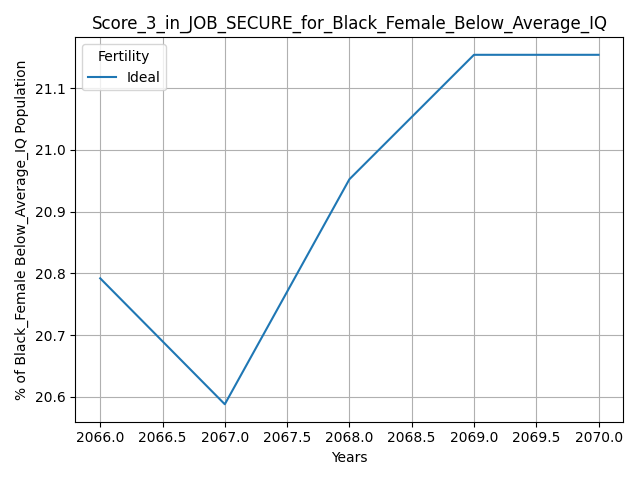 Score_3_in_JOB_SECURE_for_Black_Female_Below_Average_IQ
Fertility
Ideal
% of Black_Female Below_Average_IQ Population
21.1
21.0
20.9
20.8
20.7
20.6
2066.0 2066.5 2067.0 2067.5 2068.0 2068.5 2069.0 2069.5 2070.0
Years